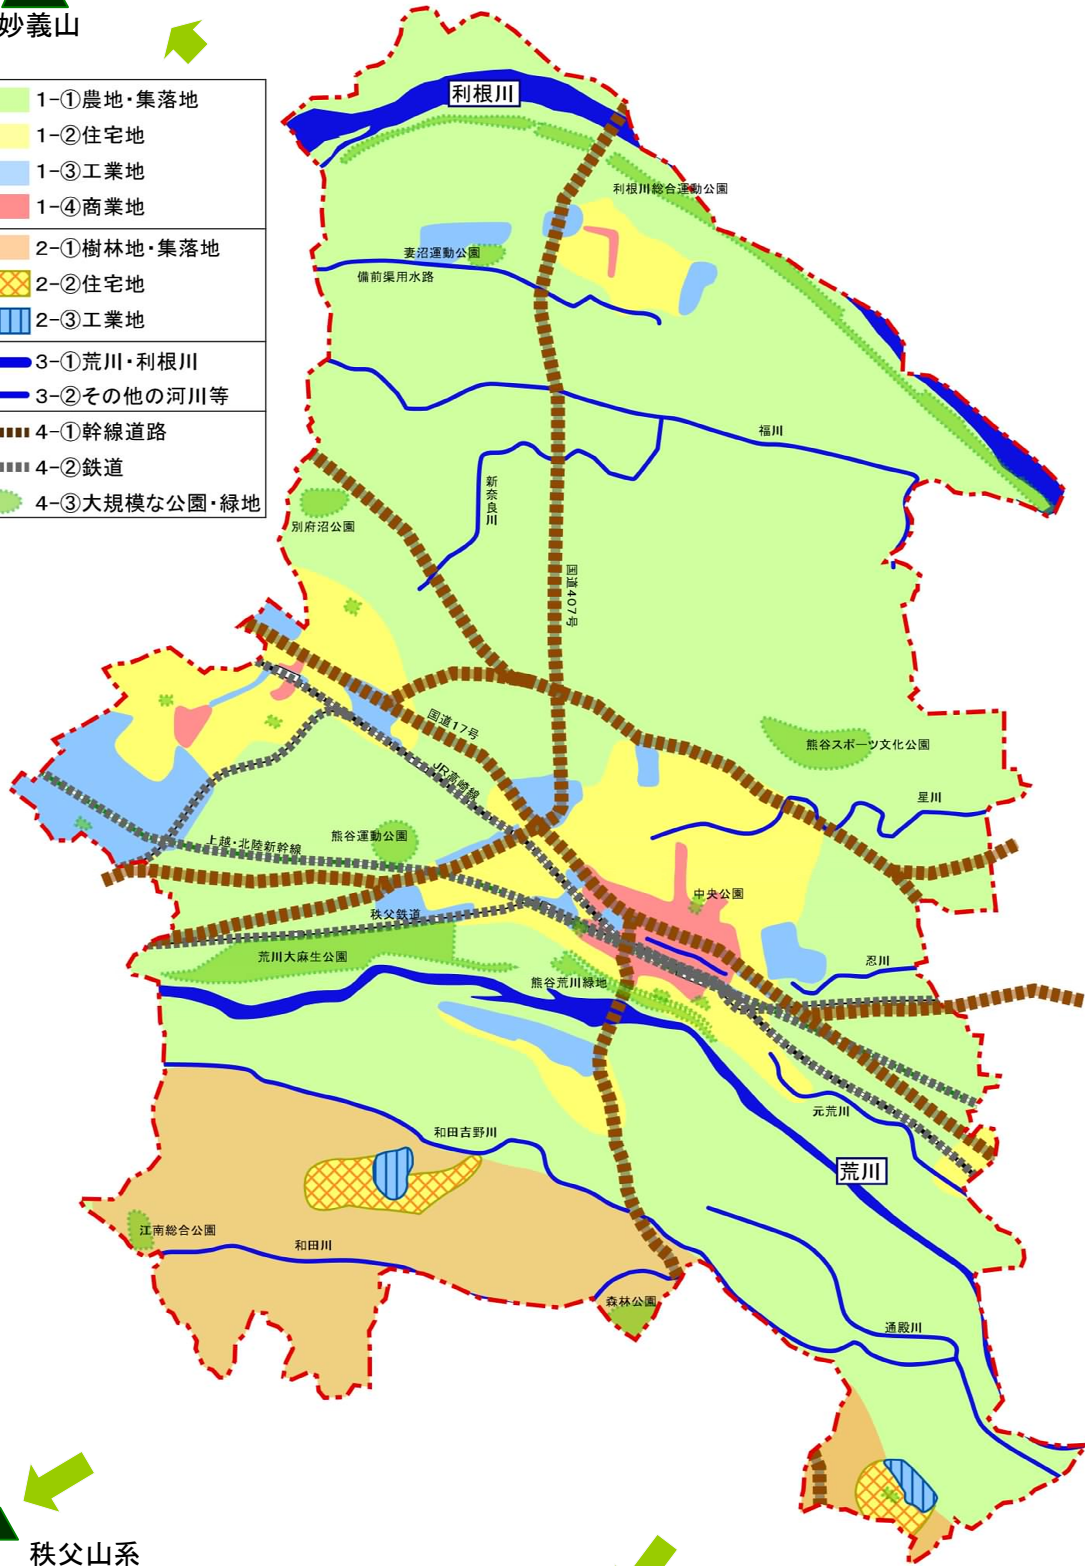 妙義山
1-①農地・集落地
1-②住宅地
1-③工業地
1-④商業地
2-①樹林地・集落地
2-②住宅地
2-③工業地
3-①荒川・利根川
3-②その他の河川等
4-①幹線道路
4-②鉄道
4-③大規模な公園・緑地
利根川
利根川総合運動公園
妻沼運動公園
備前渠用水路
福川
新奈良川
別府沼公園
国道407号
国道17号
熊谷スポーツ文化公園
JR高崎線
星川
熊谷運動公園
上越・北陸新幹線
中央公園
秩父鉄道
荒川大麻生公園
忍川
熊谷荒川緑地
元荒川
和田吉野川
荒川
江南総合公園
和田川
森林公園
通殿川
秩父山系